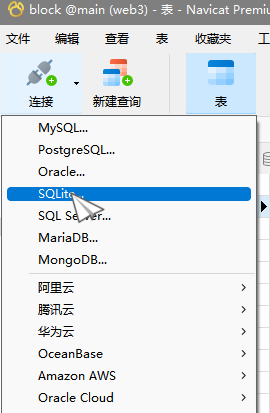 block @main (web3) - 表 - Navicat Premiu
文件 编辑 查看 表 收藏夹 工具
连接 新建查询 表
MySQL...
PostgreSQL...
Oracle...
SQLite...
SQL Server...
MariaDB...
MongoDB...
阿里云
腾讯云
华为云
OceanBase
Amazon AWS
Oracle Cloud